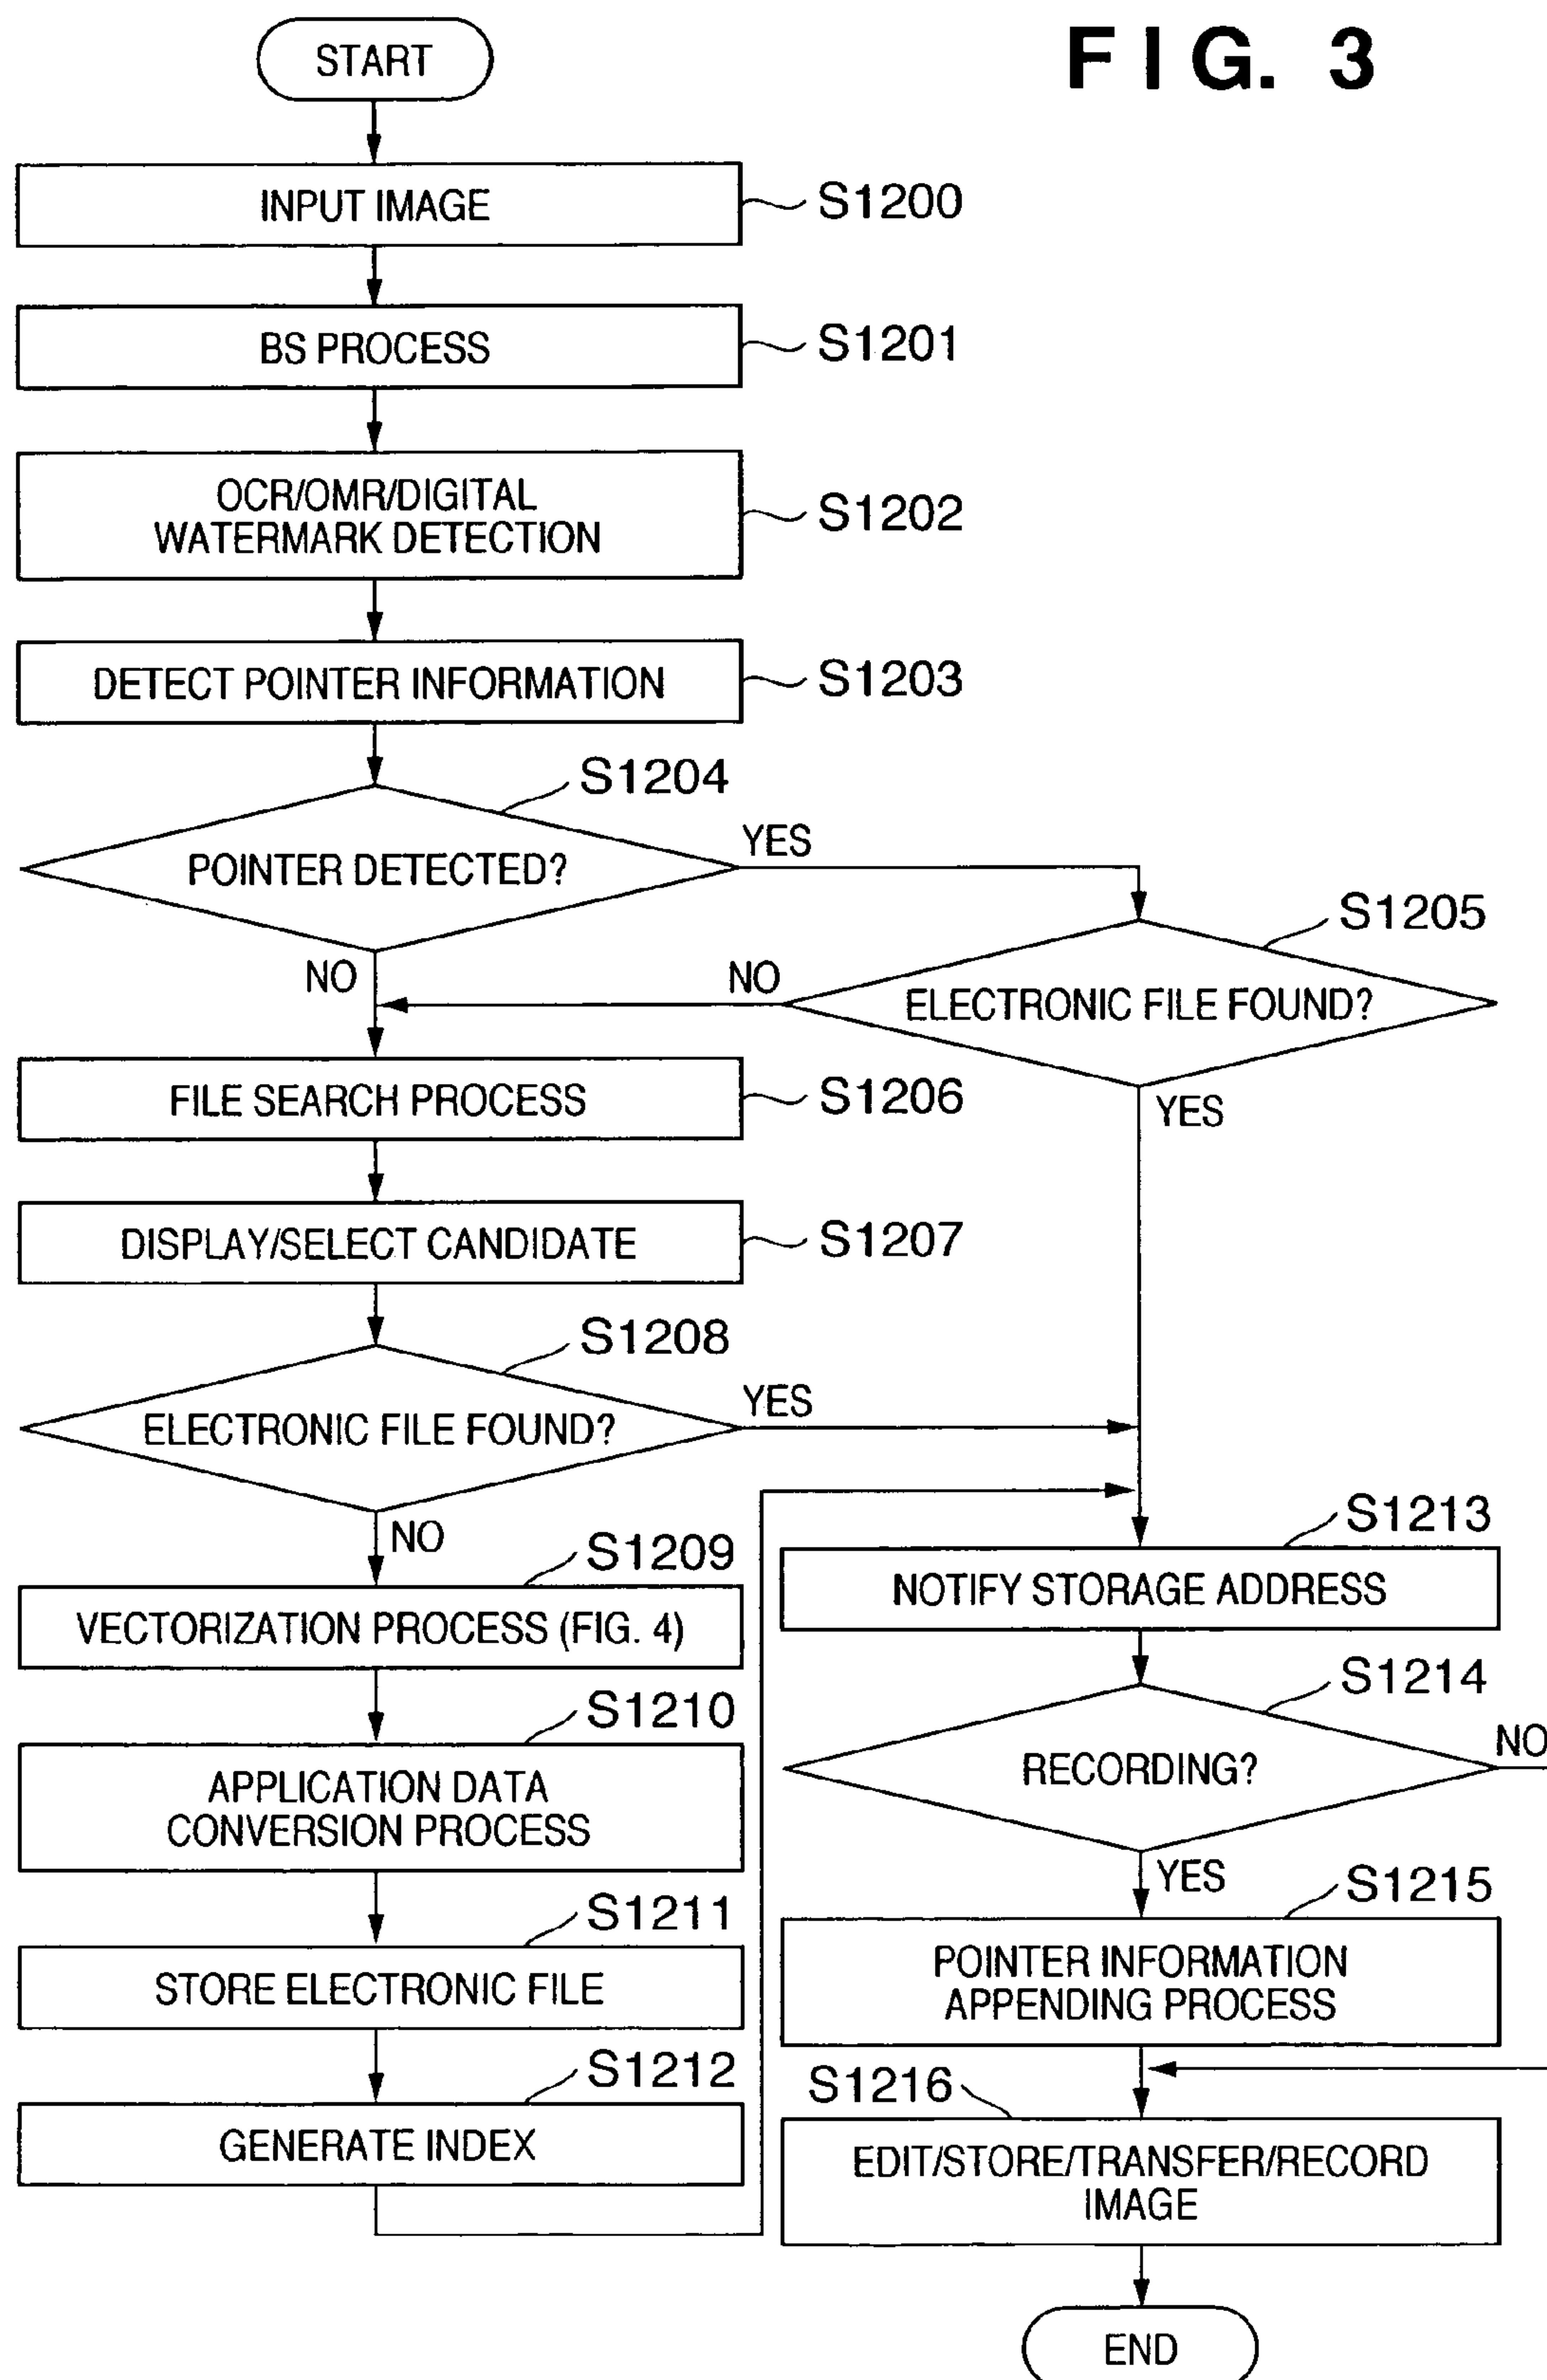 FIG. 3
START
INPUT IMAGE
S1200
BS PROCESS
S1201
OCR/OMR/DIGITAL
WATERMARK DETECTION
S1202
DETECT POINTER INFORMATION
S1203
S1204
POINTER DETECTED?
YES
NO
S1205
ELECTRONIC FILE FOUND?
NO
YES
FILE SEARCH PROCESS
S1206
DISPLAY/SELECT CANDIDATE
S1207
S1208
ELECTRONIC FILE FOUND?
YES
NO
S1209
VECTORIZATION PROCESS (FIG. 4)
S1210
APPLICATION DATA
CONVERSION PROCESS
S1211
STORE ELECTRONIC FILE
S1212
GENERATE INDEX
S1213
NOTIFY STORAGE ADDRESS
S1214
RECORDING?
NO
YES
S1215
POINTER INFORMATION
APPENDING PROCESS
S1216
EDIT/STORE/TRANSFER/RECORD
IMAGE
END